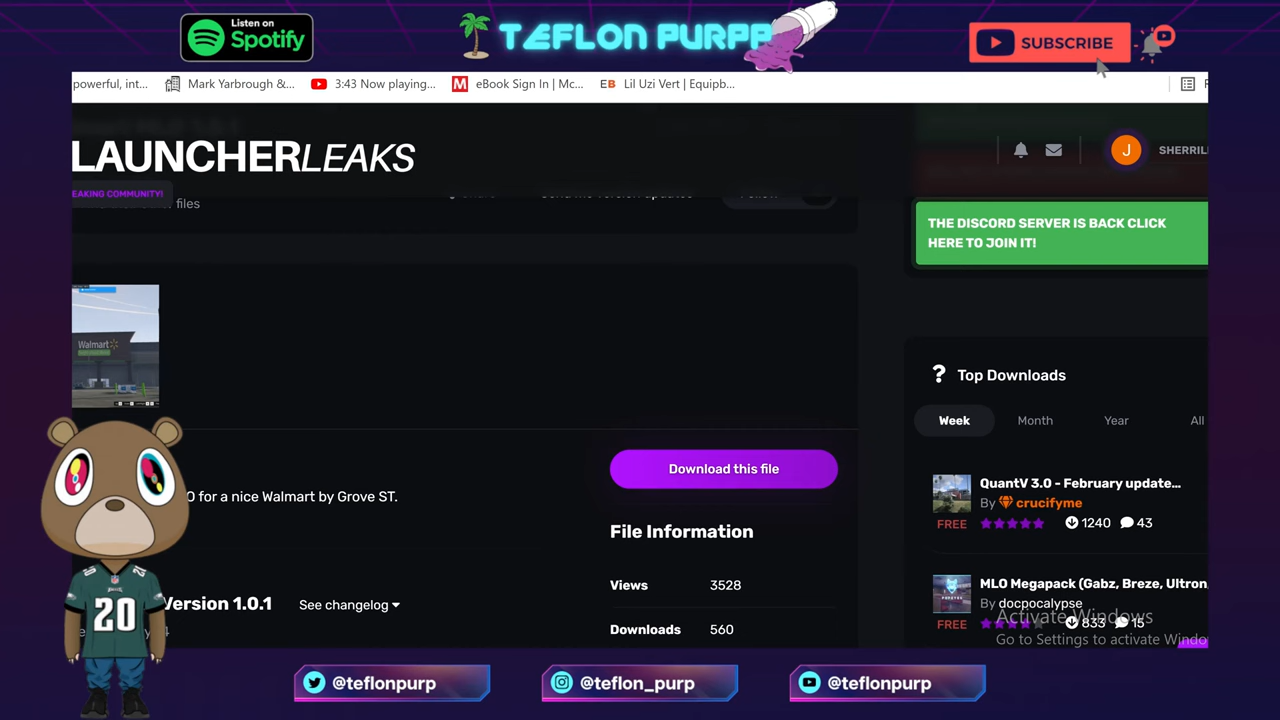 Listen on
Spotify
TEFLON PURPP
SUBSCRIBE
powerful, int...
Mark Yarbrough &...
3:43 Now playing...
M
eBook Sign In | Mc...
EB
Lil Uzi Vert | Equipb...
LAUNCHERLEAKS
EAKING COMMUNITY!
files
J
SHERRIL
THE DISCORD SERVER IS BACK CLICK
HERE TO JOIN IT!
Walmart
Top Downloads
Week
Month
Year
All
Download this file
O for a nice Walmart by Grove ST.
File Information
Views
3528
Downloads
560
Version 1.0.1
See changelog
QuantV 3.0 - February update...
By crucifyme
FREE
1240
43
MLO Megapack (Gabz, Breze, Ultron,
By docpocalypse
FREE
833
15
Activate Windows
Go to Settings to activate Windo
20
20
20
@teflonpurp
@teflon_purp
@teflonpurp